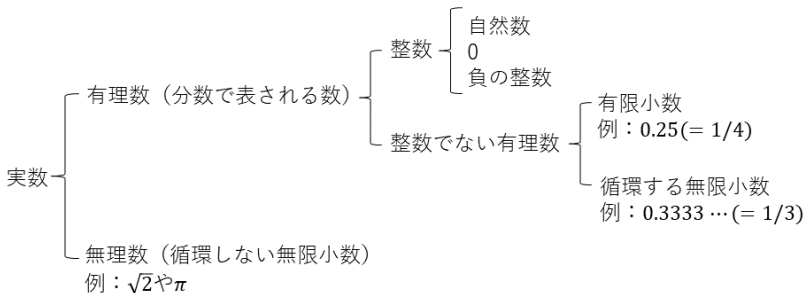 自然数
整数
0
負の整数
有理数（分数で表される数）
有限小数
例：0.25(= 1/4)
整数でない有理数
実数
循環する無限小数
例：0.3333 ⋯ (= 1/3)
無理数（循環しない無限小数）
例：√2やπ